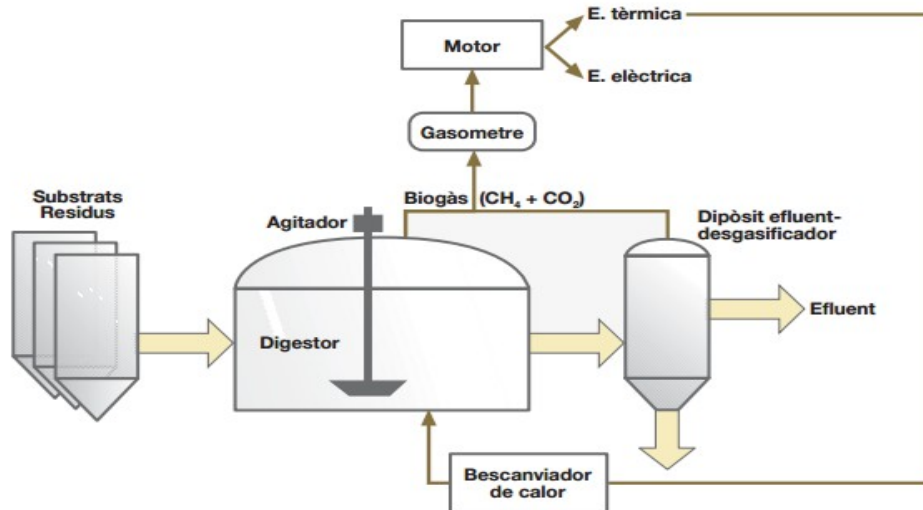 E. tèrmica
Motor
E. elèctrica
Gasometre
Substrats
Residus
Biogàs (CH₄ + CO₂)
Agitador
Dipòsit efluent-
desgasificador
Efluent
Digestor
Bescanviador
de calor